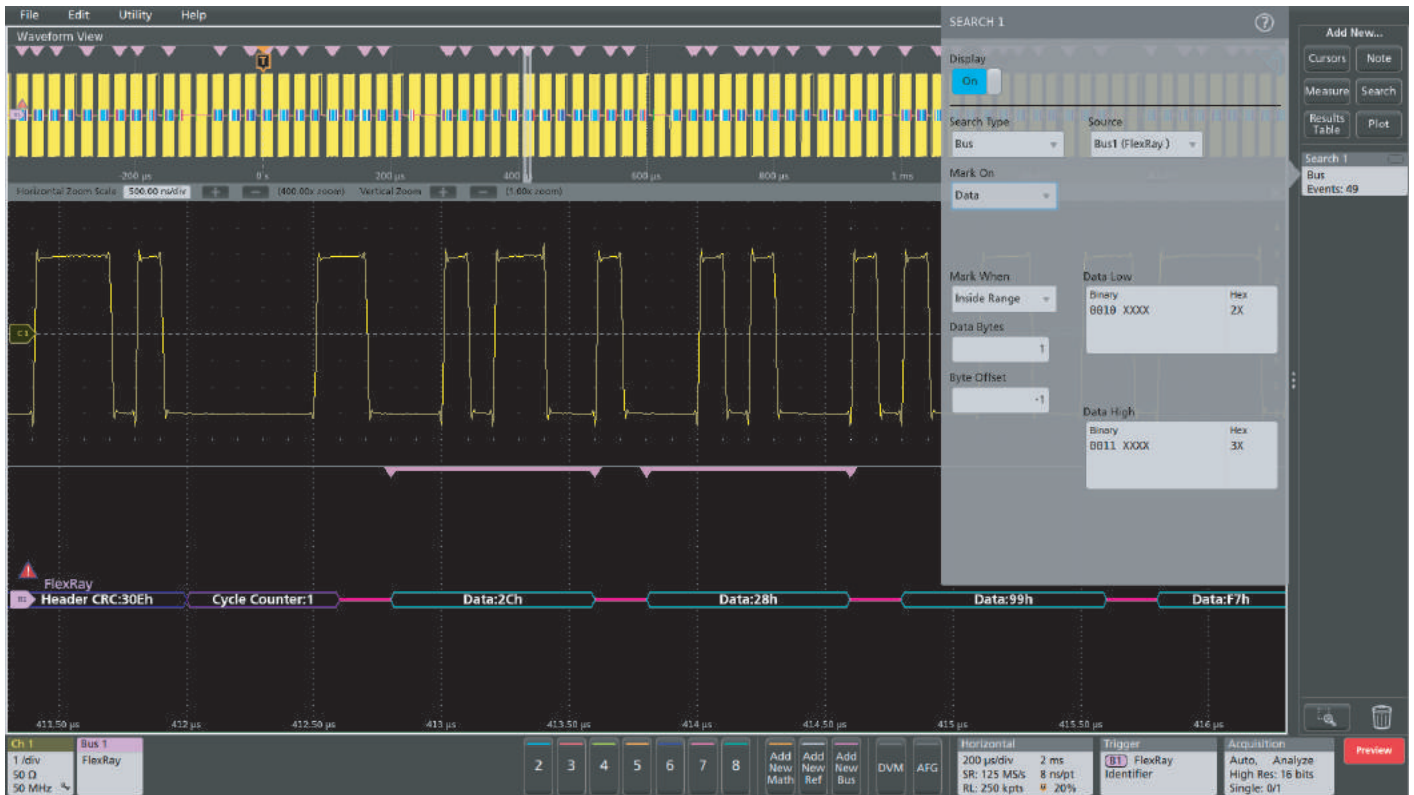 File Edit Utility Help
Waveform View
T
B1
-200 µs 0 s 200 µs 400 600 µs 800 µs 1 ms
Horizontal Zoom Scale 500.00 ns/div + — (400.00x zoom) Vertical Zoom + — (1.00x zoom)
C1
FlexRay
B1 Header CRC:30Eh Cycle Counter:1 Data:2Ch Data:28h Data:99h Data:F7h
411.50 µs 412 µs 412.50 µs 413 µs 413.50 µs 414 µs 414.50 µs 415 µs 415.50 µs 416 µs
SEARCH 1 ?
Display
On
Search Type Source
Bus Bus1 (FlexRay )
Mark On
Data
Mark When Data Low
Inside Range Binary Hex
0010 XXXX 2X
Data Bytes
1
Byte Offset
-1
Data High
Binary Hex
0011 XXXX 3X
Add New...
Cursors Note
Measure Search
Results Table Plot
Search 1
Bus
Events: 49
Ch 1
1 /div
50 Ω
50 MHz
Bus 1
FlexRay
2 3 4 5 6 7 8
Add New Math
Add New Ref
Add New Bus
DVM AFG
Horizontal
200 µs/div 2 ms
SR: 125 MS/s 8 ns/pt
RL: 250 kpts 20%
Trigger
B1 FlexRay
Identifier
Acquisition
Auto, Analyze
High Res: 16 bits
Single: 0/1
Preview